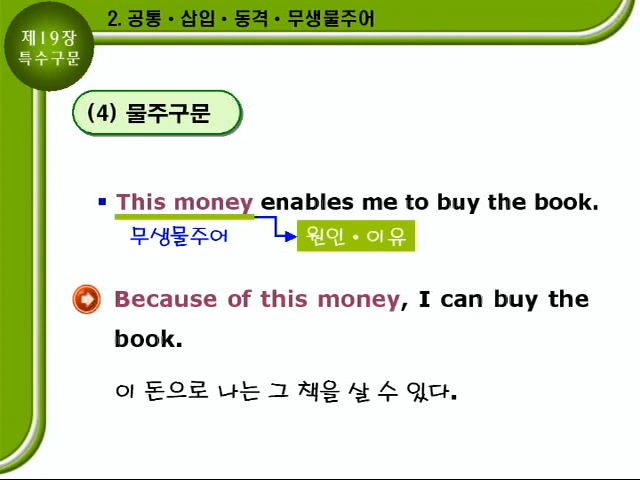 2. 공통·삽입·동격·무생물주어
제19장
특수구문
(4) 물주구문
This money enables me to buy the book.
무생물주어 원인·이유
Because of this money, I can buy the
book.
이 돈으로 나는 그 책을 살 수 있다.